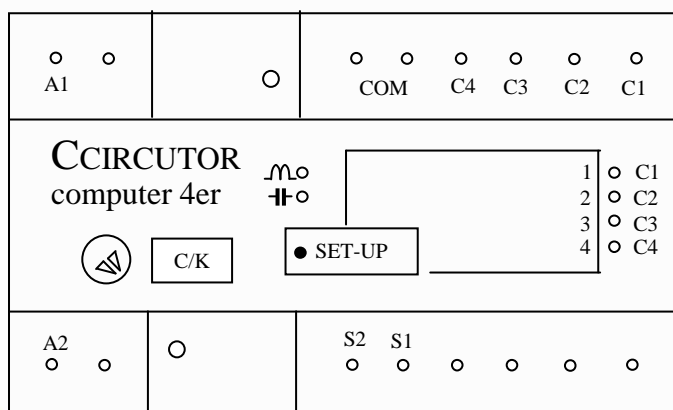 A1 COM C4 C3 C2 C1
CCIRCUTOR
computer 4er
1 C1
2 C2
3 C3
4 C4
C/K
SET-UP
A2 S2 S1